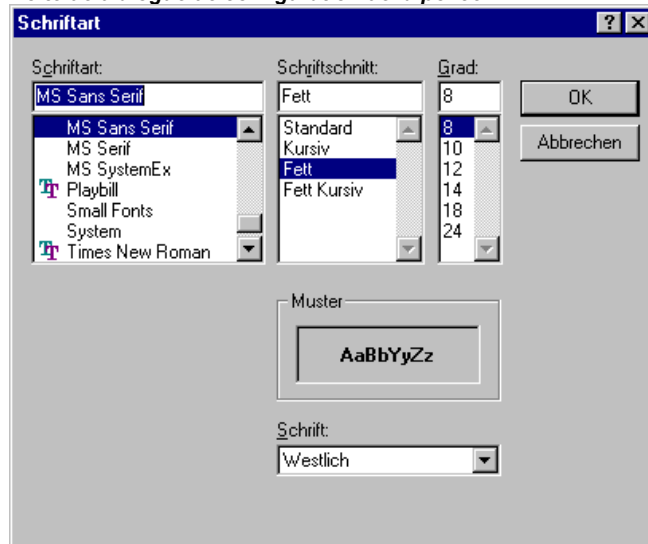 Schriftart
Schriftart: Schriftschnitt: Grad:
MS Sans Serif Fett 8 OK
MS Sans Serif Standard 8 Abbrechen
MS Serif Kursiv 10
MS SystemEx Fett 12
Playbill Fett Kursiv 14
Small Fonts 18
System 24
Times New Roman
Muster
AaBbYyZz
Schrift:
Westlich